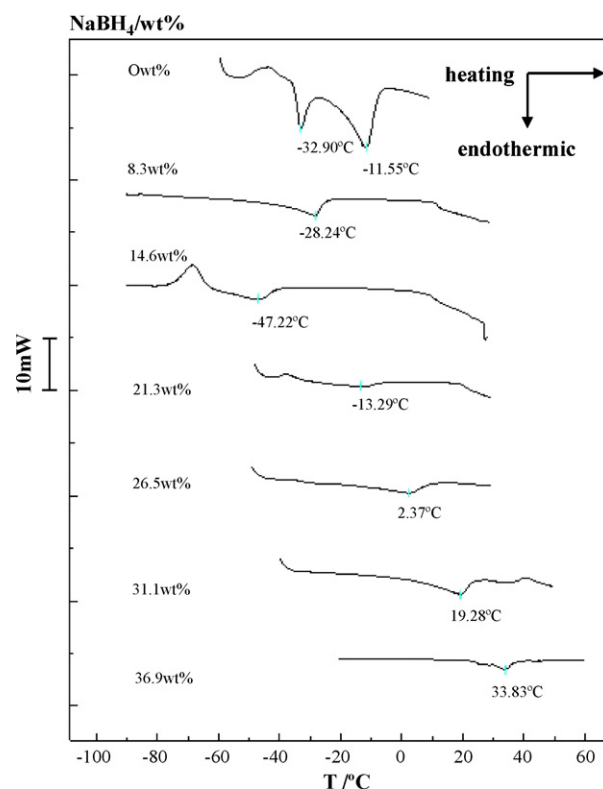 NaBH₄/wt%
Owt%
heating
endothermic
-32.90°C
-11.55°C
8.3wt%
-28.24°C
14.6wt%
-47.22°C
10mW
21.3wt%
-13.29°C
26.5wt%
2.37°C
31.1wt%
19.28°C
36.9wt%
33.83°C
-100 -80 -60 -40 -20 0 20 40 60
T /°C